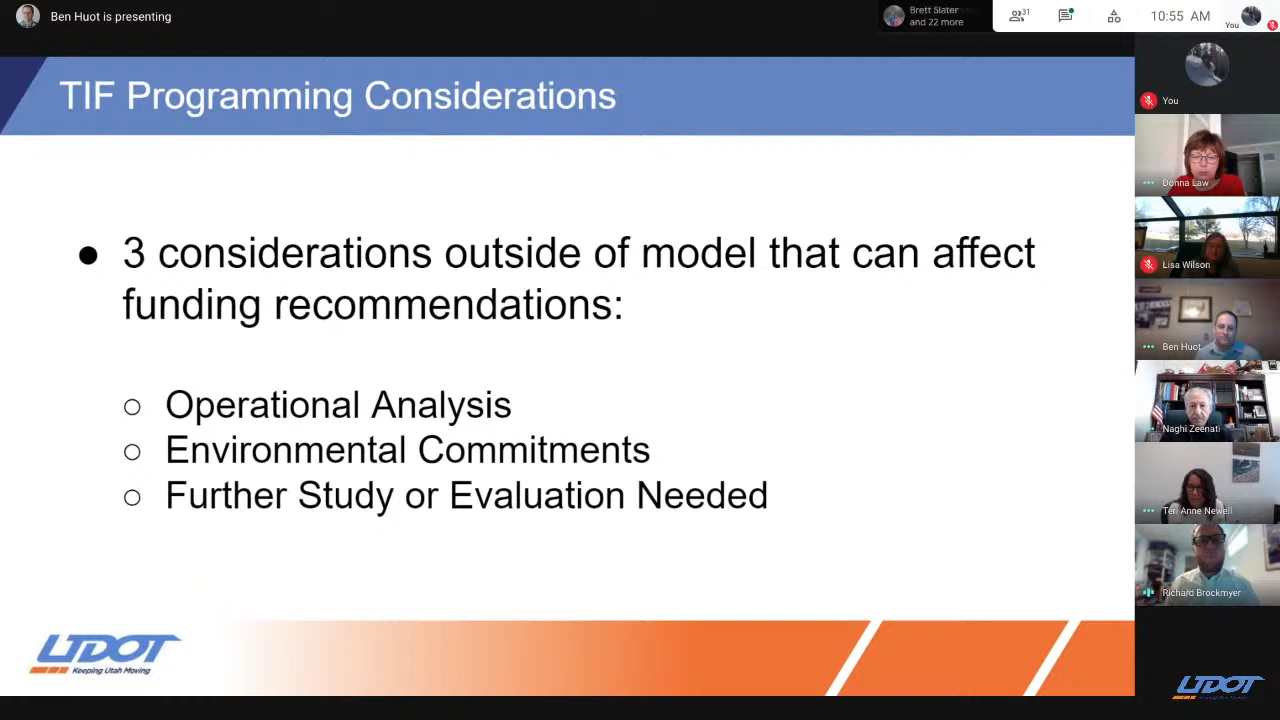 Ben Huot is presenting
Brett Slater
and 22 more
31
10:55 AM
You
TIF Programming Considerations
● 3 considerations outside of model that can affect
funding recommendations:
○ Operational Analysis
○ Environmental Commitments
○ Further Study or Evaluation Needed
UDOT
Keeping Utah Moving
You
Donna Law
Lisa Wilson
Ben Huot
Naghi Zeenati
Teri Anne Newell
Richard Brockmyer
UDOT